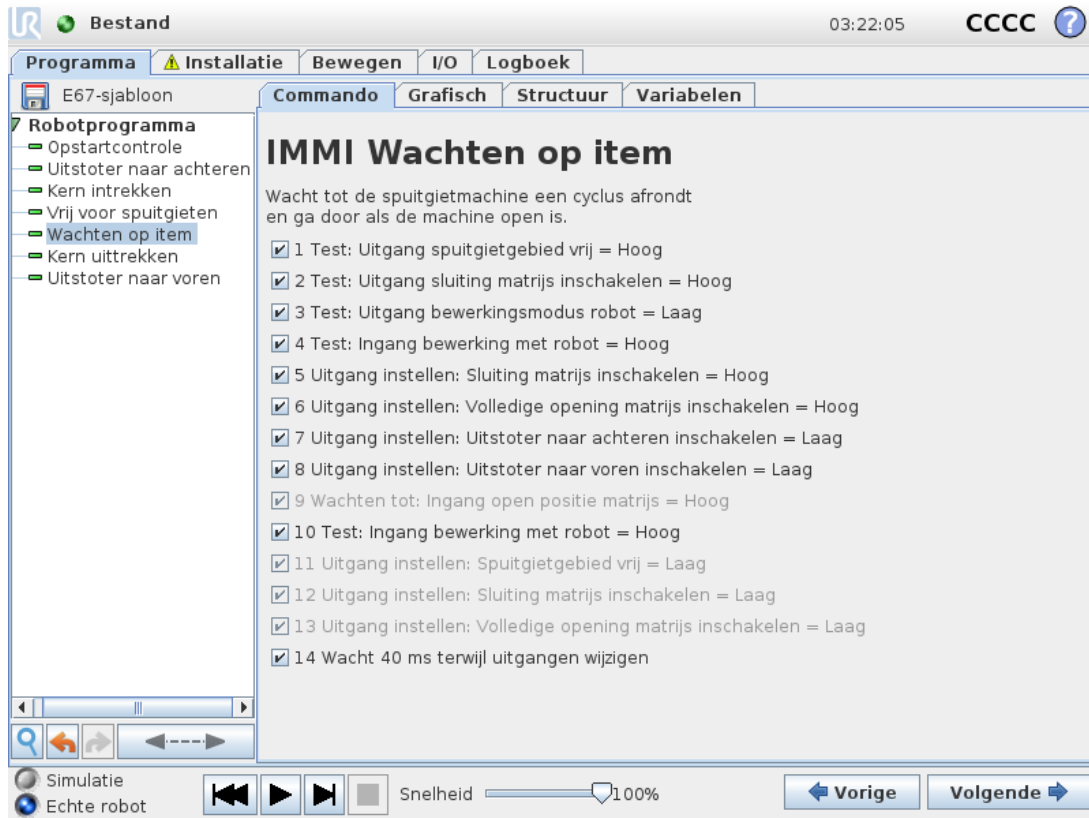 UR Bestand 03:22:05 CCCC ?
Programma Installatie Bewegen I/O Logboek
E67-sjabloon
Commando Grafisch Structuur Variabelen
Robotprogramma
Opstartcontrole
Uitstoter naar achteren
Kern intrekken
Vrij voor spuitgieten
Wachten op item
Kern uittrekken
Uitstoter naar voren
IMMI Wachten op item
Wacht tot de spuitgietmachine een cyclus afrondt
en ga door als de machine open is.
1 Test: Uitgang spuitgietgebied vrij = Hoog
2 Test: Uitgang sluiting matrijs inschakelen = Hoog
3 Test: Uitgang bewerkingsmodus robot = Laag
4 Test: Ingang bewerking met robot = Hoog
5 Uitgang instellen: Sluiting matrijs inschakelen = Hoog
6 Uitgang instellen: Volledige opening matrijs inschakelen = Hoog
7 Uitgang instellen: Uitstoter naar achteren inschakelen = Laag
8 Uitgang instellen: Uitstoter naar voren inschakelen = Laag
9 Wachten tot: Ingang open positie matrijs = Hoog
10 Test: Ingang bewerking met robot = Hoog
11 Uitgang instellen: Spuitgietgebied vrij = Laag
12 Uitgang instellen: Sluiting matrijs inschakelen = Laag
13 Uitgang instellen: Volledige opening matrijs inschakelen = Laag
14 Wacht 40 ms terwijl uitgangen wijzigen
Simulatie
Echte robot
Snelheid 100%
Vorige Volgende